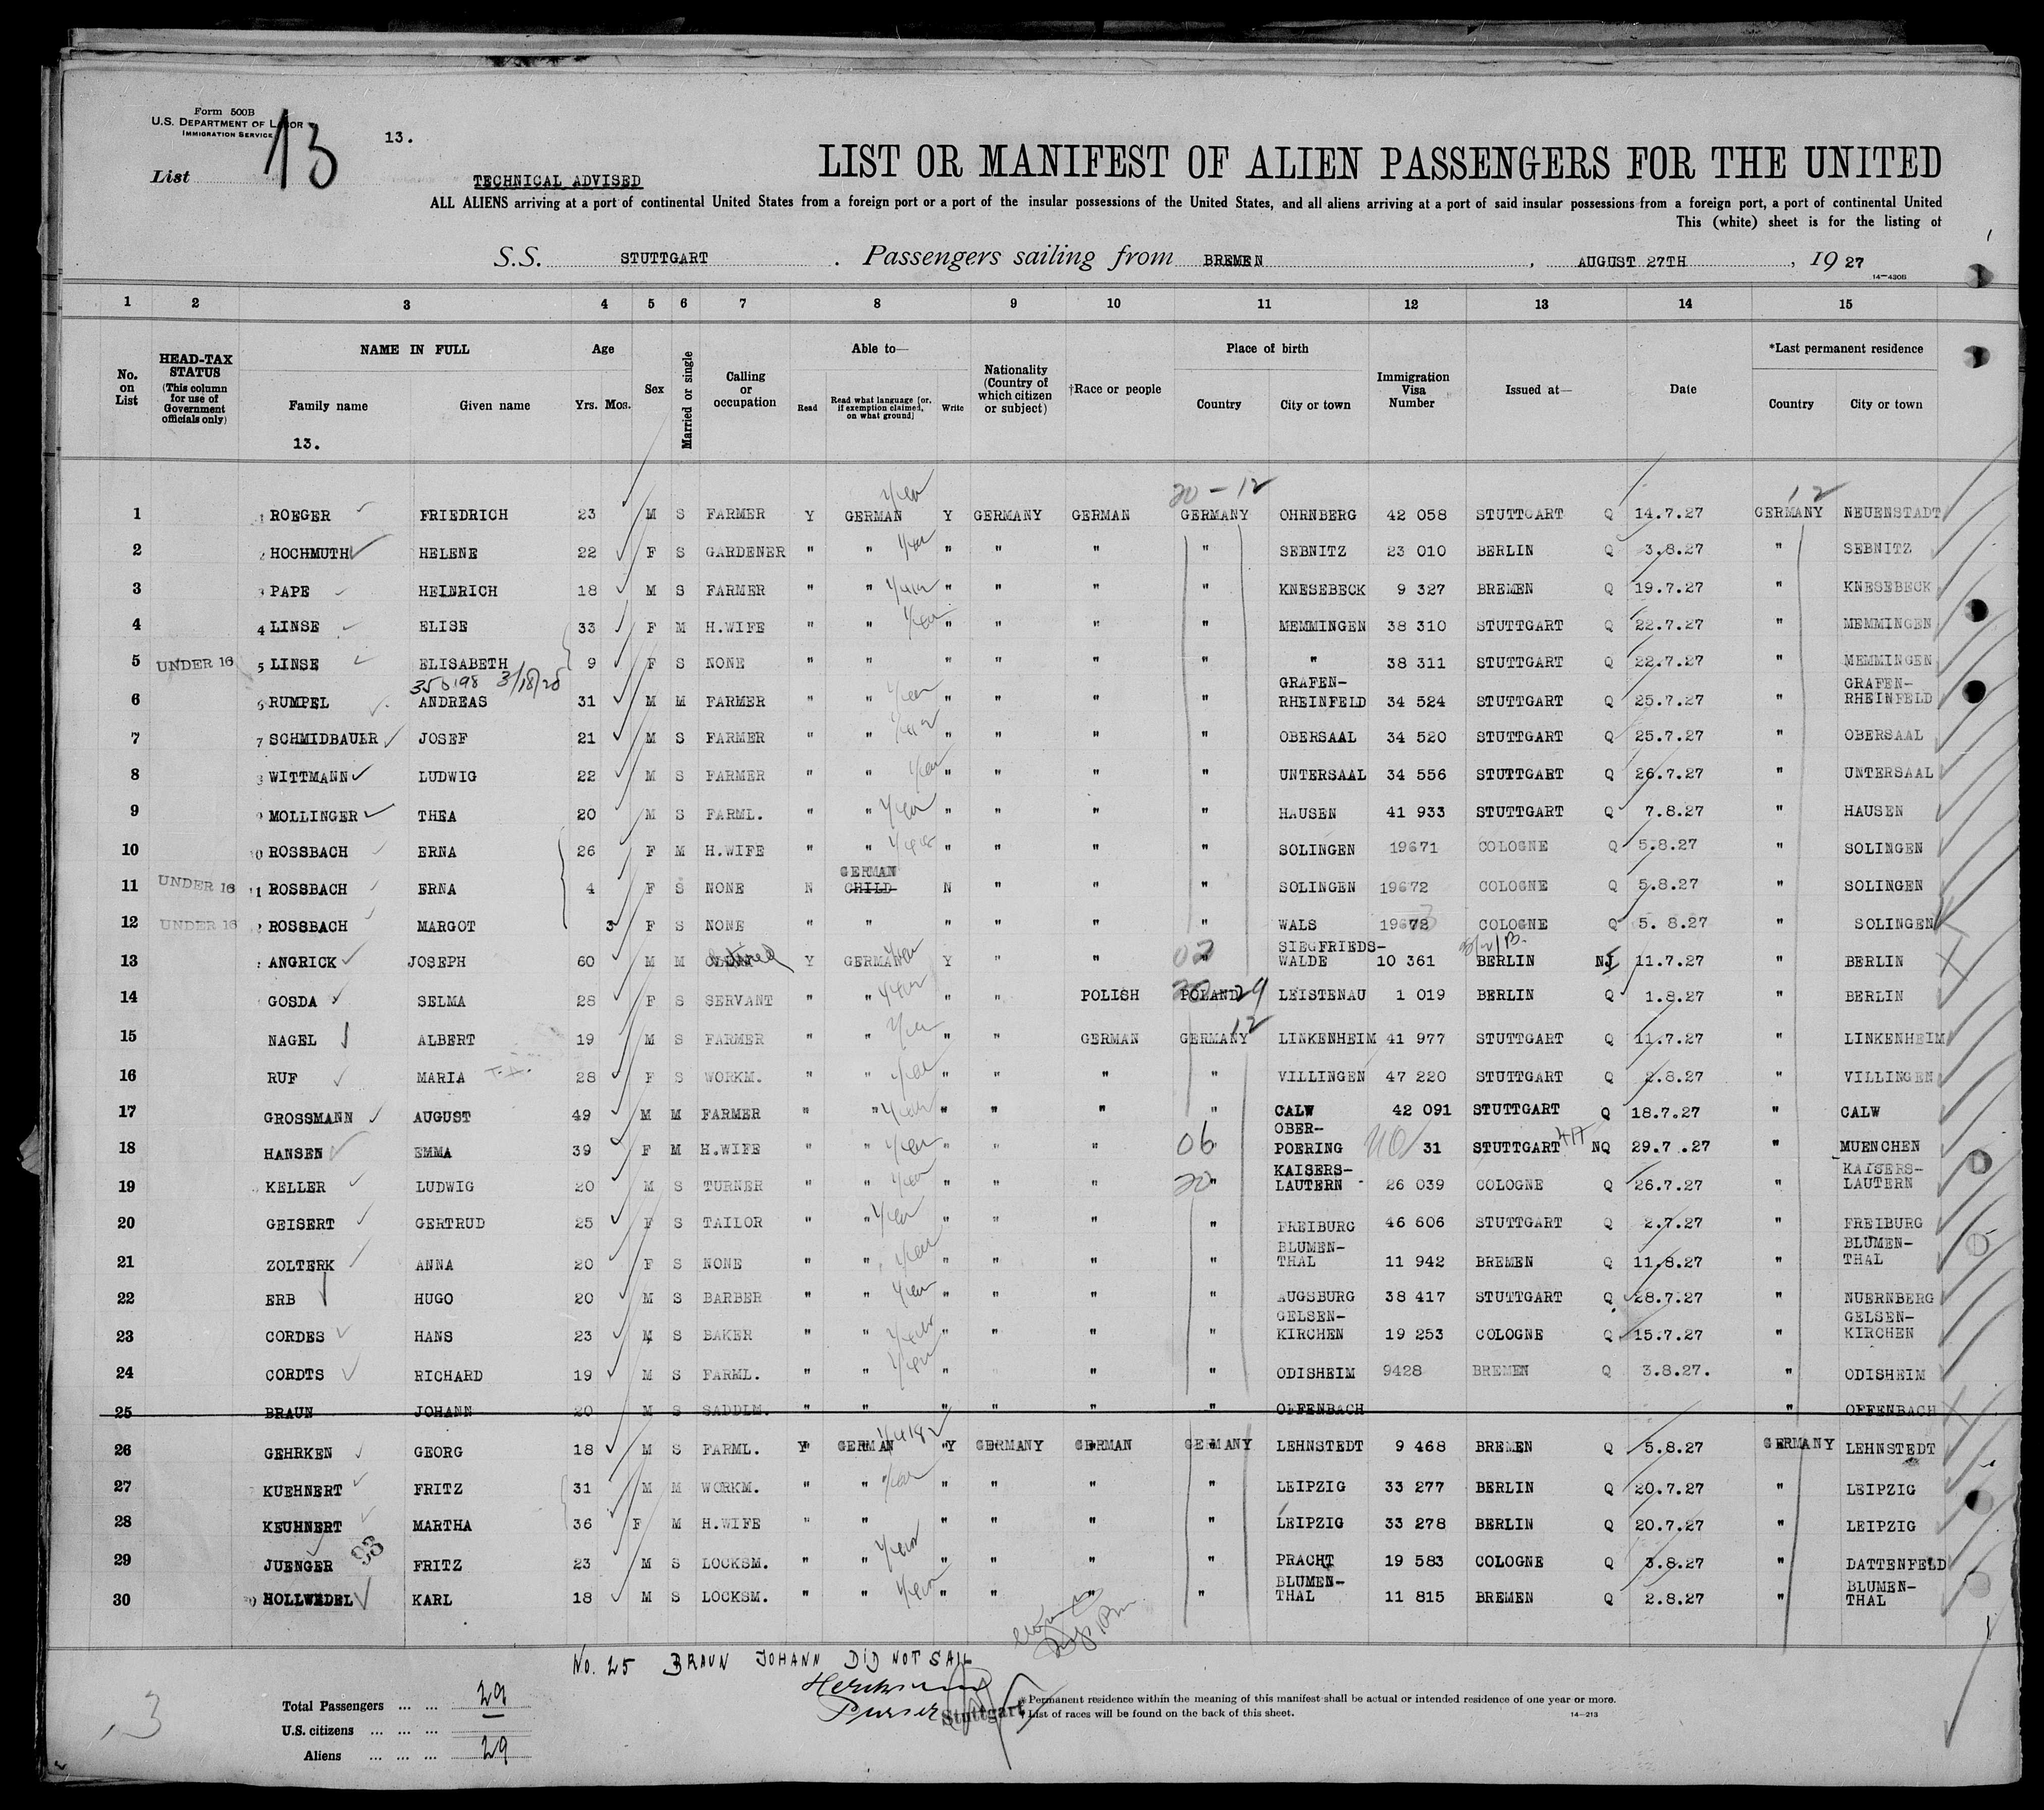 Form 500B
U.S. DEPARTMENT OF LABOR
IMMIGRATION SERVICE
List 13
13.
TECHNICAL ADVISED
LIST OR MANIFEST OF ALIEN PASSENGERS FOR THE UNITED
ALL ALIENS arriving at a port of continental United States from a foreign port or a port of the insular possessions of the United States, and all aliens arriving at a port of said insular possessions from a foreign port, a port of continental United
This (white) sheet is for the listing of
S.S. STUTTGART . Passengers sailing from BREMEN , AUGUST 27TH , 19 27
14—430B
1 2 3 4 5 6 7 8 9 10 11 12 13 14 15
No. on List
HEAD-TAX STATUS (This column for use of Government officials only)
NAME IN FULL
Family name Given name
13.
Age
Yrs. Mos.
Sex
Married or single
Calling or occupation
Able to—
Read Read what language [or, if exemption claimed, on what ground] Write
Nationality (Country of which citizen or subject)
†Race or people
Place of birth
Country City or town
Immigration Visa Number
Issued at—
Date
*Last permanent residence
Country City or town
20 - 12 12
1 1 ROEGER FRIEDRICH 23 M S FARMER Y GERMAN Y GERMANY GERMAN GERMANY OHRNBERG 42 058 STUTTGART Q 14.7.27 GERMANY NEUENSTADT
2 2 HOCHMUTH HELENE 22 F S GARDENER " " " " " " SEBNITZ 23 010 BERLIN Q 3.8.27 " SEBNITZ
3 3 PAPE HEINRICH 18 M S FARMER " " " " " " KNESEBECK 9 327 BREMEN Q 19.7.27 " KNESEBECK
4 4 LINSE ELISE 33 F M H.WIFE " " " " " " MEMMINGEN 38 310 STUTTGART Q 22.7.27 " MEMMINGEN
5 UNDER 16 5 LINSE ELISABETH 9 F S NONE " " " " " " " 38 311 STUTTGART Q 22.7.27 " MEMMINGEN
6 6 RUMPEL ANDREAS 31 M M FARMER " " " " " " GRAFEN-RHEINFELD 34 524 STUTTGART Q 25.7.27 " GRAFEN-RHEINFELD
7 7 SCHMIDBAUER JOSEF 21 M S FARMER " " " " " " OBERSAAL 34 520 STUTTGART Q 25.7.27 " OBERSAAL
8 8 WITTMANN LUDWIG 22 M S FARMER " " " " " " UNTERSAAL 34 556 STUTTGART Q 26.7.27 " UNTERSAAL
9 9 MOLLINGER THEA 20 M S FARML. " " " " " " HAUSEN 41 933 STUTTGART Q 7.8.27 " HAUSEN
10 10 ROSSBACH ERNA 26 F M H.WIFE " " " " " " SOLINGEN 19671 COLOGNE Q 5.8.27 " SOLINGEN
11 UNDER 16 11 ROSSBACH ERNA 4 F S NONE N GERMAN CHILD N " " " SOLINGEN 19672 COLOGNE Q 5.8.27 " SOLINGEN
12 UNDER 16 ROSSBACH MARGOT 3 F S NONE " " " " " " WALS 19673 COLOGNE Q 5. 8.27 " SOLINGEN
13 ANGRICK JOSEPH 60 M M retired Y GERMAN Y " " " SIEGFRIEDS-WALDE 10 361 BERLIN 11.7.27 " BERLIN
14 GOSDA SELMA 28 F S SERVANT " " " " POLISH POLAND 29 LEISTENAU 1 019 BERLIN Q 1.8.27 " BERLIN
15 NAGEL ALBERT 19 M S FARMER " " " " GERMAN GERMANY 12 LINKENHEIM 41 977 STUTTGART Q 11.7.27 " LINKENHEIM
16 RUF MARIA 28 F S WORKM. " " " " " VILLINGEN 47 220 STUTTGART Q 2.8.27 " VILLINGEN
17 GROSSMANN AUGUST 49 M M FARMER " " " " " " CALW 42 091 STUTTGART Q 18.7.27 " CALW
18 HANSEN EMMA 39 F M H.WIFE " " " " " 06 " OBER-POERING 31 STUTTGART NQ 29.7 .27 " MUENCHEN
19 KELLER LUDWIG 20 M S TURNER " " " " " 20 " KAISERS-LAUTERN 26 039 COLOGNE Q 26.7.27 " KAISERS-LAUTERN
20 GEISERT GERTRUD 25 F S TAILOR " " " " " " FREIBURG 46 606 STUTTGART Q 2.7.27 " FREIBURG
21 ZOLTERK ANNA 20 F S NONE " " " " " " BLUMEN-THAL 11 942 BREMEN Q 11.8.27 " BLUMEN-THAL
22 ERB HUGO 20 M S BARBER " " " " " " AUGSBURG 38 417 STUTTGART Q 28.7.27 " NUERNBERG
23 CORDES HANS 23 M S BAKER " " " " " " GELSEN-KIRCHEN 19 253 COLOGNE Q 15.7.27 " GELSEN-KIRCHEN
24 CORDTS RICHARD 19 M S FARML. " " " " " ODISHEIM 9428 BREMEN Q 3.8.27. " ODISHEIM
25 BRAUN JOHANN 20 M S SADDLM. " " " " " " OFFENBACH " OFFENBACH
26 GEHRKEN GEORG 18 M S FARML. Y GERMAN Y GERMANY GERMAN GERMANY LEHNSTEDT 9 468 BREMEN Q 5.8.27 GERMANY LEHNSTEDT
27 KUEHNERT FRITZ 31 M M WORKM. " " " " " " LEIPZIG 33 277 BERLIN Q 20.7.27 " LEIPZIG
28 KEUHNERT MARTHA 36 F M H.WIFE " " " " " " LEIPZIG 33 278 BERLIN Q 20.7.27 " LEIPZIG
29 JUENGER 93 FRITZ 23 M S LOCKSM. " " " " " " PRACHT 19 583 COLOGNE Q 3.8.27 " DATTENFELD
30 HOLLWEDEL KARL 18 M S LOCKSM. " " " " " " BLUMEN-THAL 11 815 BREMEN Q 2.8.27 " BLUMEN-THAL
No. 25 BRAUN JOHANN DID NOT SAIL
Purser Stuttgart
Total Passengers ... ... 29
U.S. citizens ... ... ...
Aliens ... ... ... 29
* Permanent residence within the meaning of this manifest shall be actual or intended residence of one year or more.
† List of races will be found on the back of this sheet.
14—213